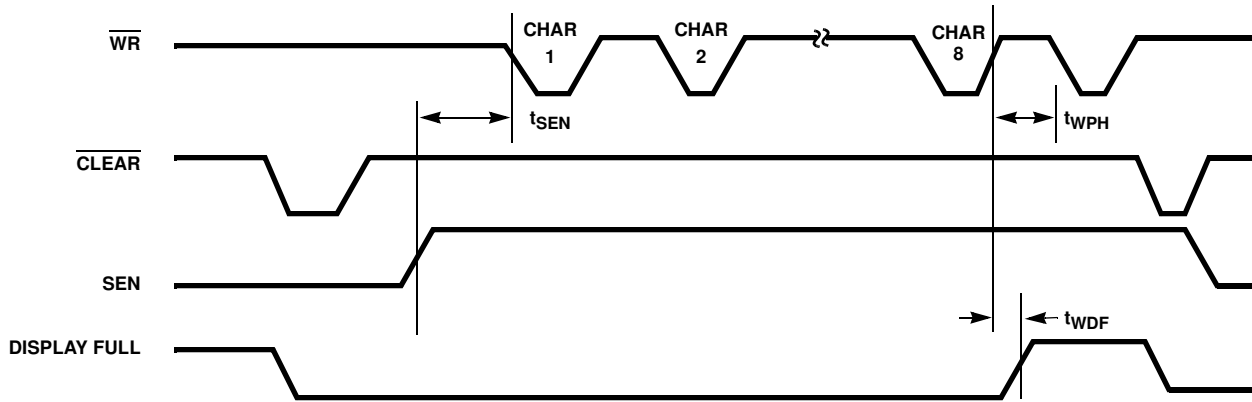 WR
CHAR
1
CHAR
2
CHAR
8
tSEN
tWPH
CLEAR
SEN
tWDF
DISPLAY FULL